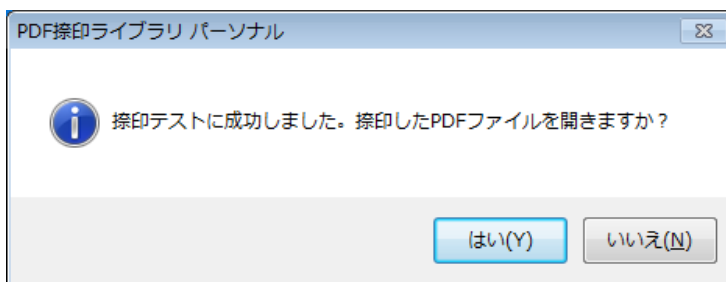 PDF捺印ライブラリ パーソナル
捺印テストに成功しました。捺印したPDFファイルを開きますか？
はい(Y)
いいえ(N)